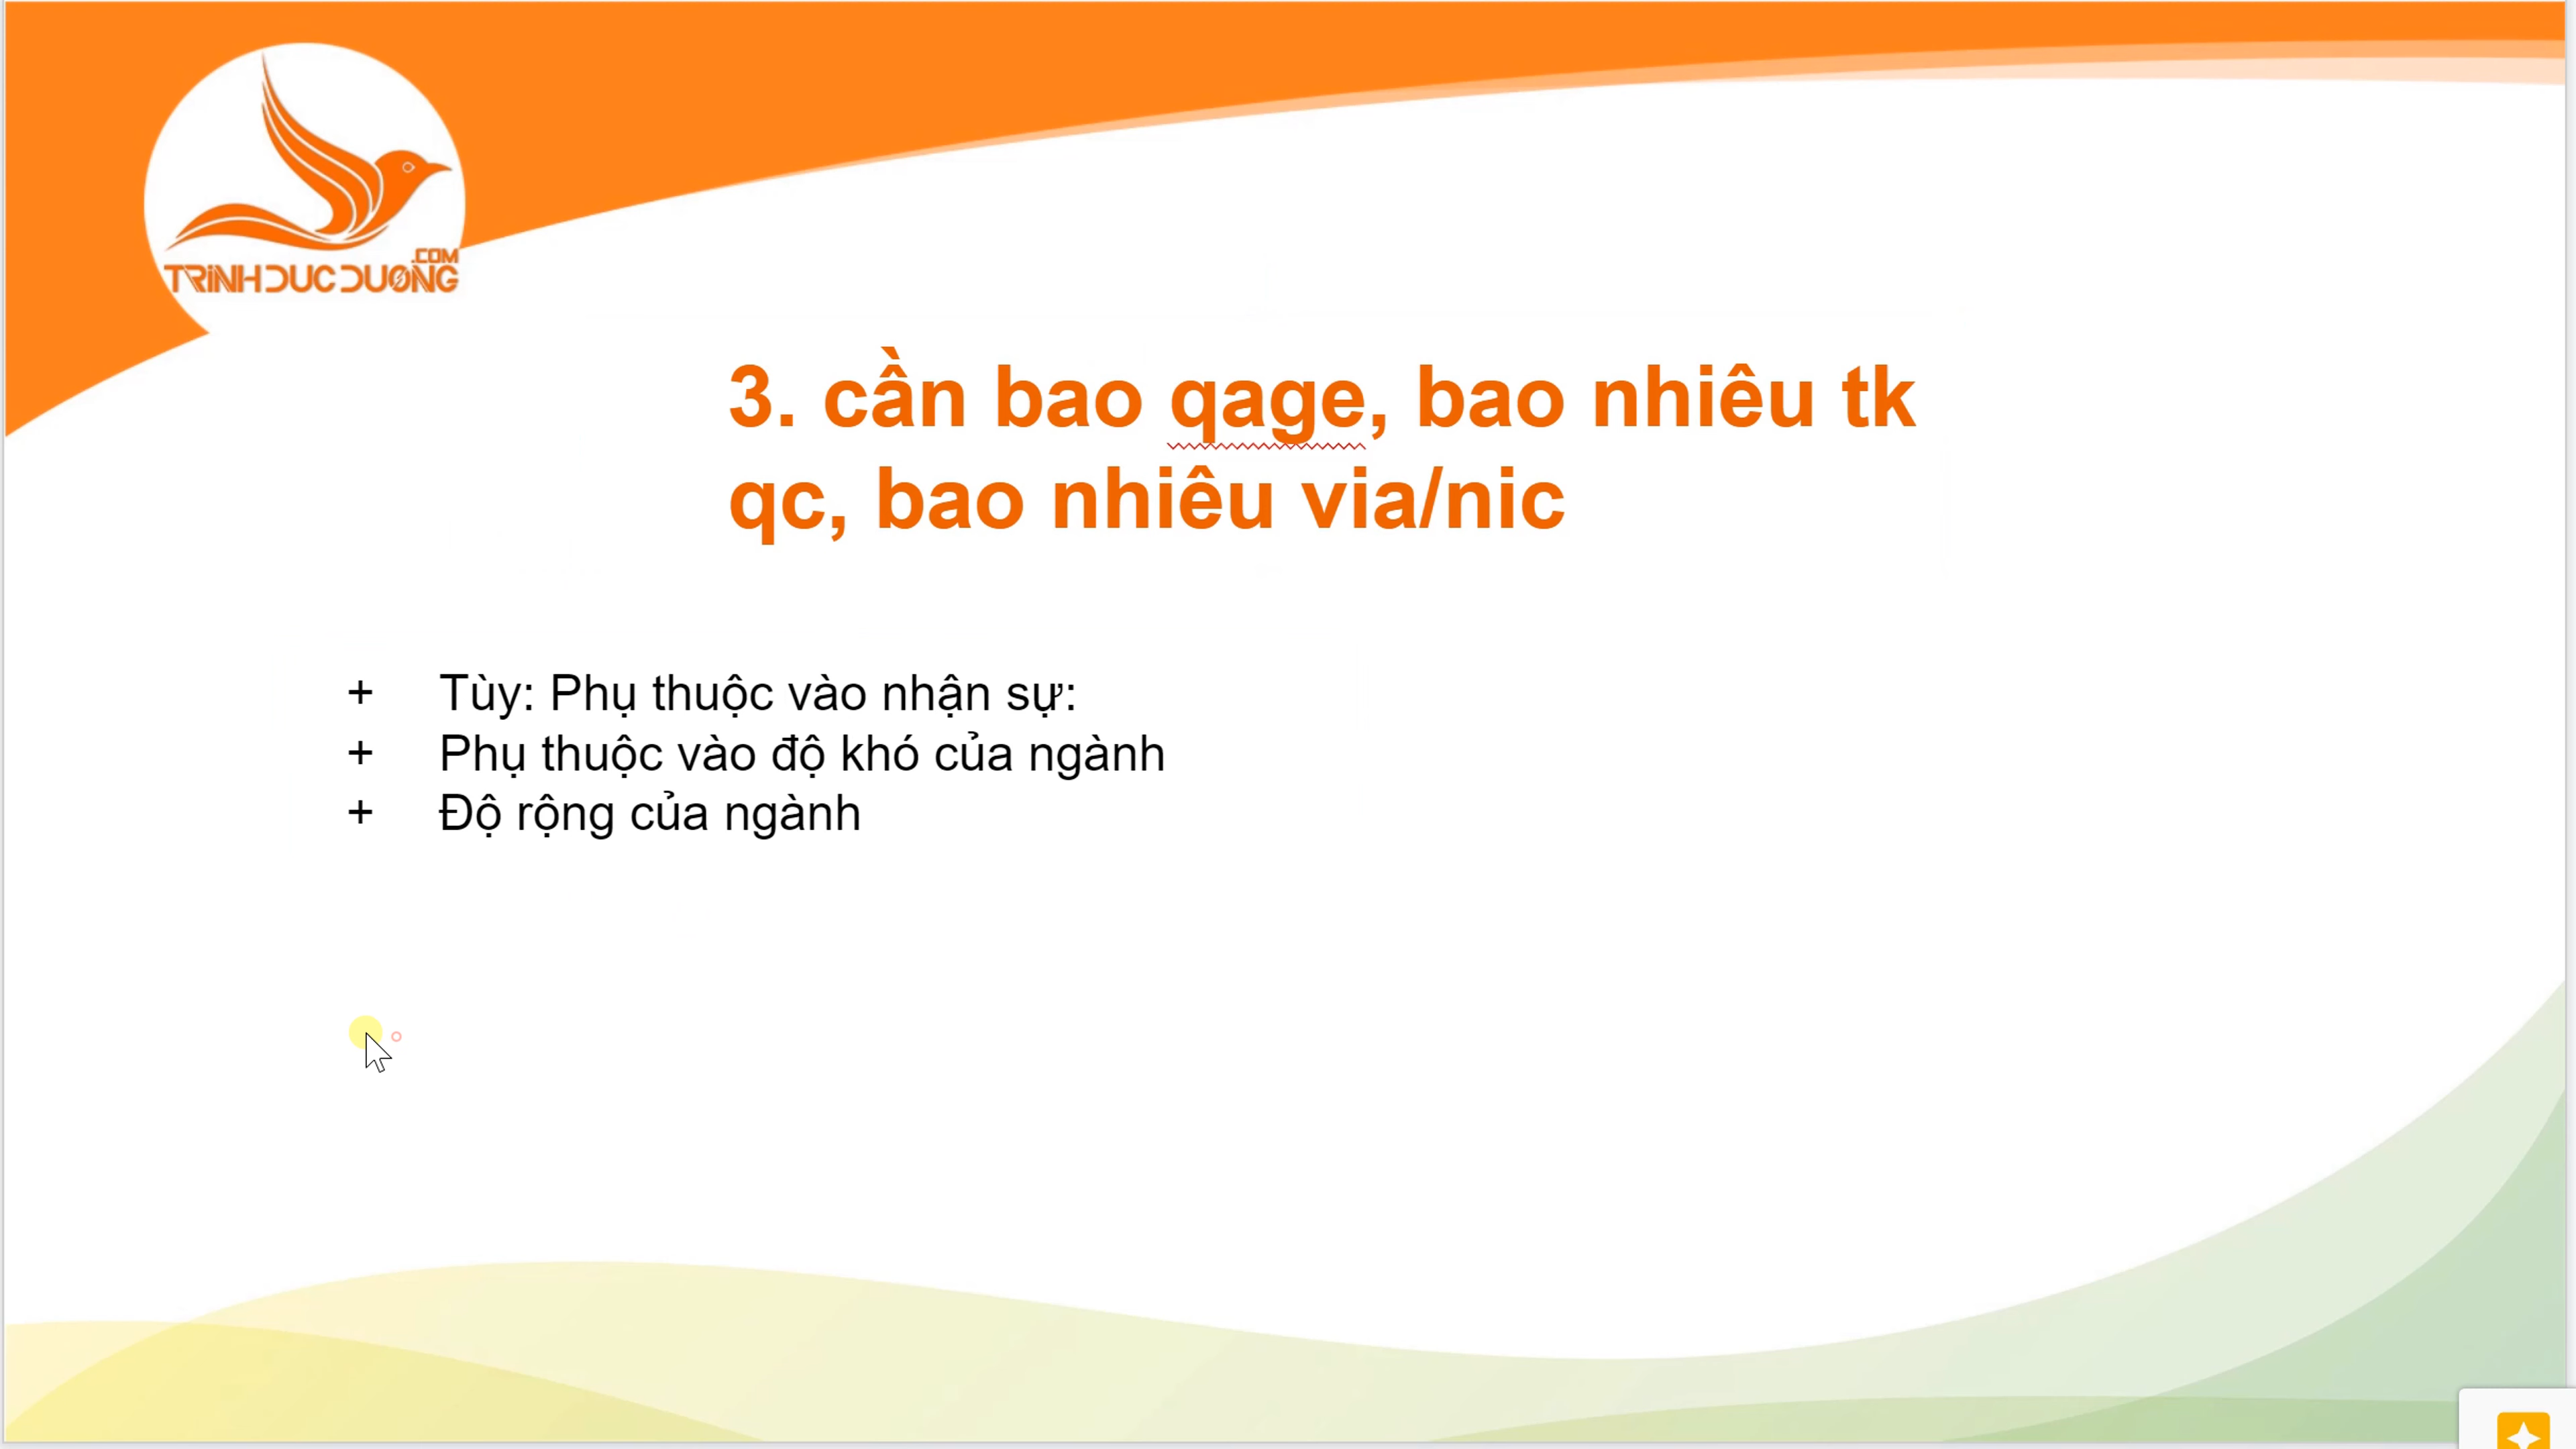 .COM
TRINHDUCDUONG
3. cần bao qage, bao nhiêu tk
qc, bao nhiêu via/nic
+ Tùy: Phụ thuộc vào nhận sự:
+ Phụ thuộc vào độ khó của ngành
+ Độ rộng của ngành